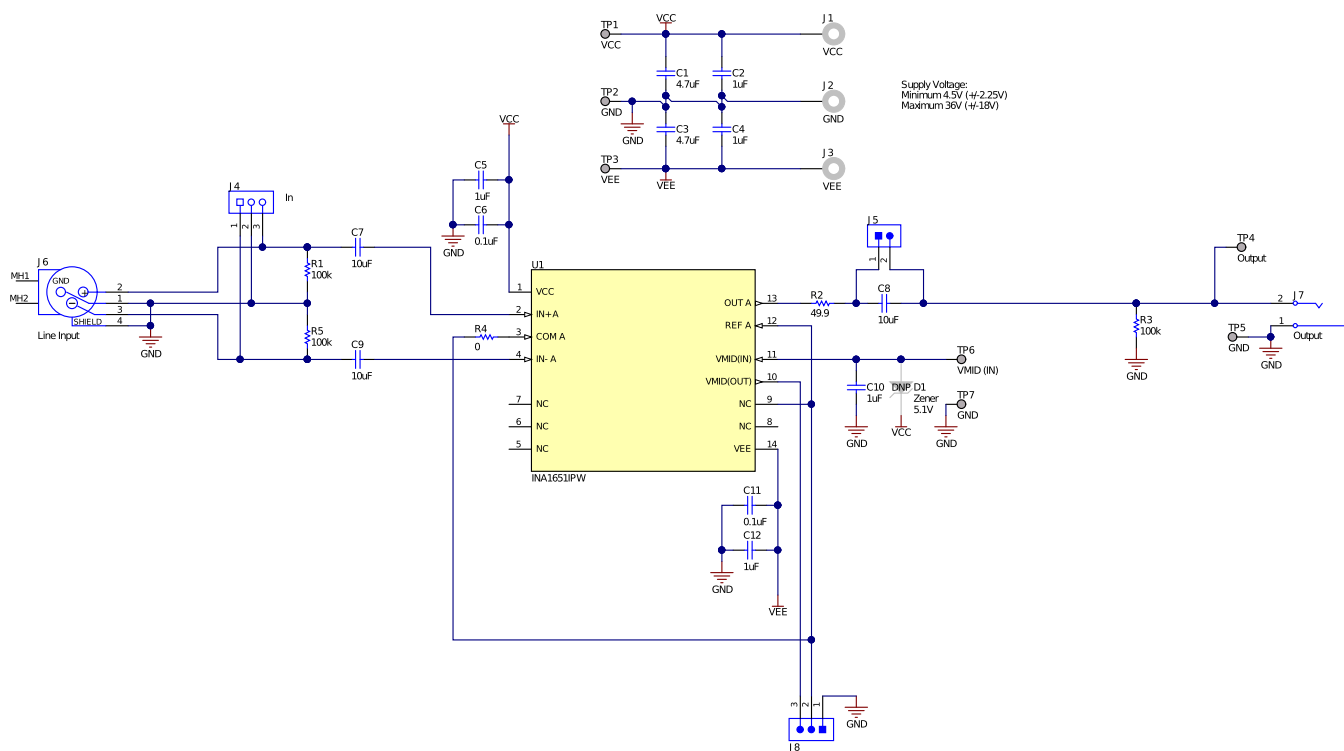 TP1
VCC
VCC
J1
VCC
C1
4.7uF
C2
1uF
TP2
GND
GND
J2
GND
Supply Voltage:
Minimum 4.5V (+/-2.25V)
Maximum 36V (+/-18V)
C3
4.7uF
C4
1uF
TP3
VEE
VEE
J3
VEE
VCC
C5
1uF
C6
0.1uF
GND
J4
In
1
2
3
J6
MH1
MH2
GND
SHIELD
2
1
3
4
Line Input
GND
R1
100k
R5
100k
C7
10uF
C9
10uF
R4
0
U1
1
VCC
2
IN+A
3
COM A
4
IN- A
7
NC
6
NC
5
NC
OUT A
13
REF A
12
VMID(IN)
11
VMID(OUT)
10
NC
9
NC
8
VEE
14
INA1651IPW
R2
49.9
J5
1
2
C8
10uF
TP4
Output
R3
100k
GND
2
J7
1
Output
TP5
GND
GND
TP6
VMID (IN)
C10
1uF
GND
DNP
D1
Zener
5.1V
VCC
TP7
GND
GND
C11
0.1uF
C12
1uF
GND
VEE
3
2
1
GND
J8